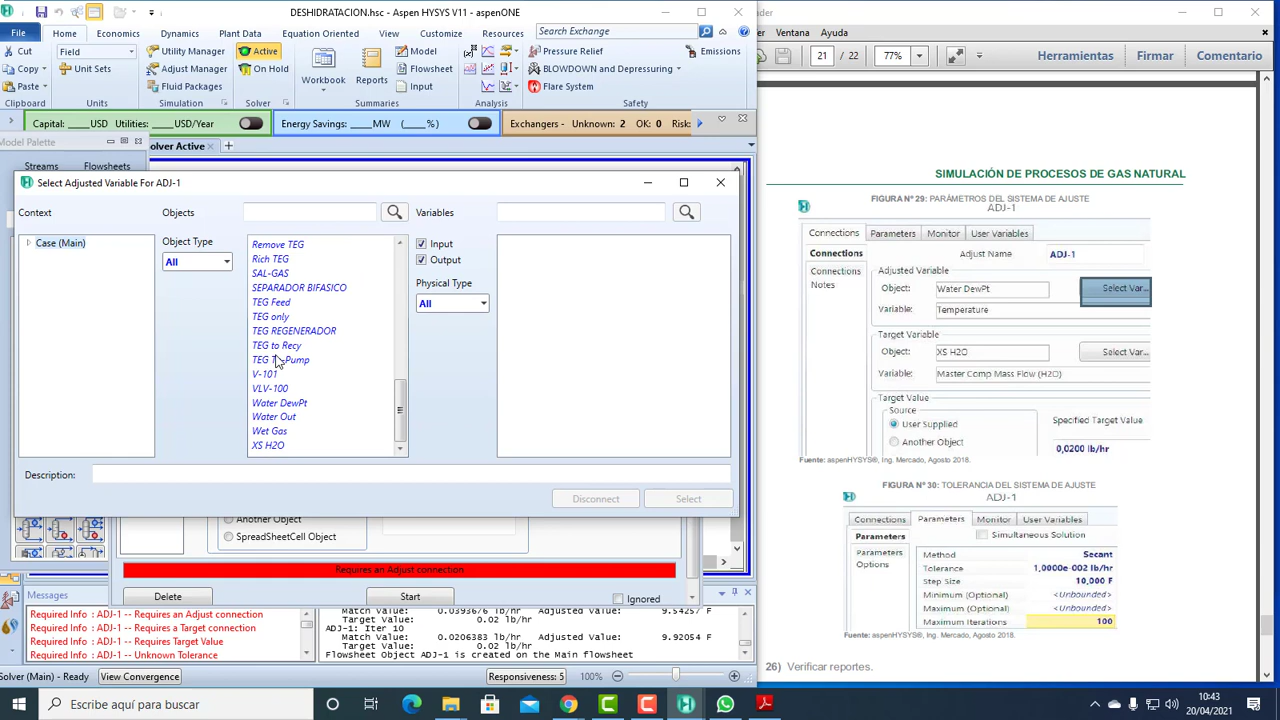 DESHIDRATACION.hsc - Aspen HYSYS V11 - aspenONE
File Home Economics Dynamics Plant Data Equation Oriented View Customize Resources Search Exchange
Cut Field Utility Manager Active Model Pressure Relief Emissions
Copy Unit Sets Adjust Manager On Hold Workbook Reports Flowsheet BLOWDOWN and Depressuring
Paste Fluid Packages Input Flare System
Clipboard Units Simulation Solver Summaries Analysis Safety
Capital: ____USD Utilities: ____USD/Year Energy Savings: ____MW (____%) Exchangers - Unknown: 2 OK: 0 Risk:
Model Palette
Streams Flowsheets
olver Active
Select Adjusted Variable For ADJ-1
Context Objects Variables
Case (Main)
Object Type
All
Remove TEG
Rich TEG
SAL-GAS
SEPARADOR BIFASICO
TEG Feed
TEG only
TEG REGENERADOR
TEG to Recy
V-101
VLV-100
Water DewPt
Water Out
Wet Gas
XS H2O
Input
Output
Physical Type
All
Description:
Disconnect Select
Another Object
SpreadSheetCell Object
Requires an Adjust connection
Delete Start Ignored
Messages
Required Info : ADJ-1 -- Requires an Adjust connection
Required Info : ADJ-1 -- Requires a Target connection
Required Info : ADJ-1 -- Requires Target Value
Required Info : ADJ-1 -- Unknown Tolerance
Match Value: 0.0393676 lb/hr Adjusted Value: 9.54257 F
Target Value: 0.02 lb/hr
ADJ-1: Iter 10
Match Value: 0.0206383 lb/hr Adjusted Value: 9.92054 F
Target Value: 0.02 lb/hr
Flowsheet Object ADJ-1 is created on the Main flowsheet
Solver (Main) - Ready View Convergence Responsiveness: 5 100%
der
Ventana Ayuda
21 / 22 77% Herramientas Firmar Comentario
SIMULACIÓN DE PROCESOS DE GAS NATURAL
FIGURA Nº 29: PARÁMETROS DEL SISTEMA DE AJUSTE
ADJ-1
Connections Parameters Monitor User Variables
Connections
Connections
Notes
Adjust Name ADJ-1
Adjusted Variable
Object: Water DewPt Select Var...
Variable: Temperature
Target Variable
Object: XS H2O Select Var...
Variable: Master Comp Mass Flow (H2O)
Target Value
Source
User Supplied
Another Object
Specified Target Value
0,0200 lb/hr
Fuente: aspenHYSYS®, Ing. Mercado, Agosto 2018.
FIGURA Nº 30: TOLERANCIA DEL SISTEMA DE AJUSTE
ADJ-1
Connections Parameters Monitor User Variables
Parameters
Parameters
Options
Simultaneous Solution
Method Secant
Tolerance 1,0000e-002 lb/hr
Step Size 10,000 F
Minimum (Optional) <Unbounded>
Maximum (Optional) <Unbounded>
Maximum Iterations 100
Fuente: aspenHYSYS®, Ing. Mercado, Agosto 2018.
26) Verificar reportes.
Escribe aquí para buscar
10:43
20/04/2021